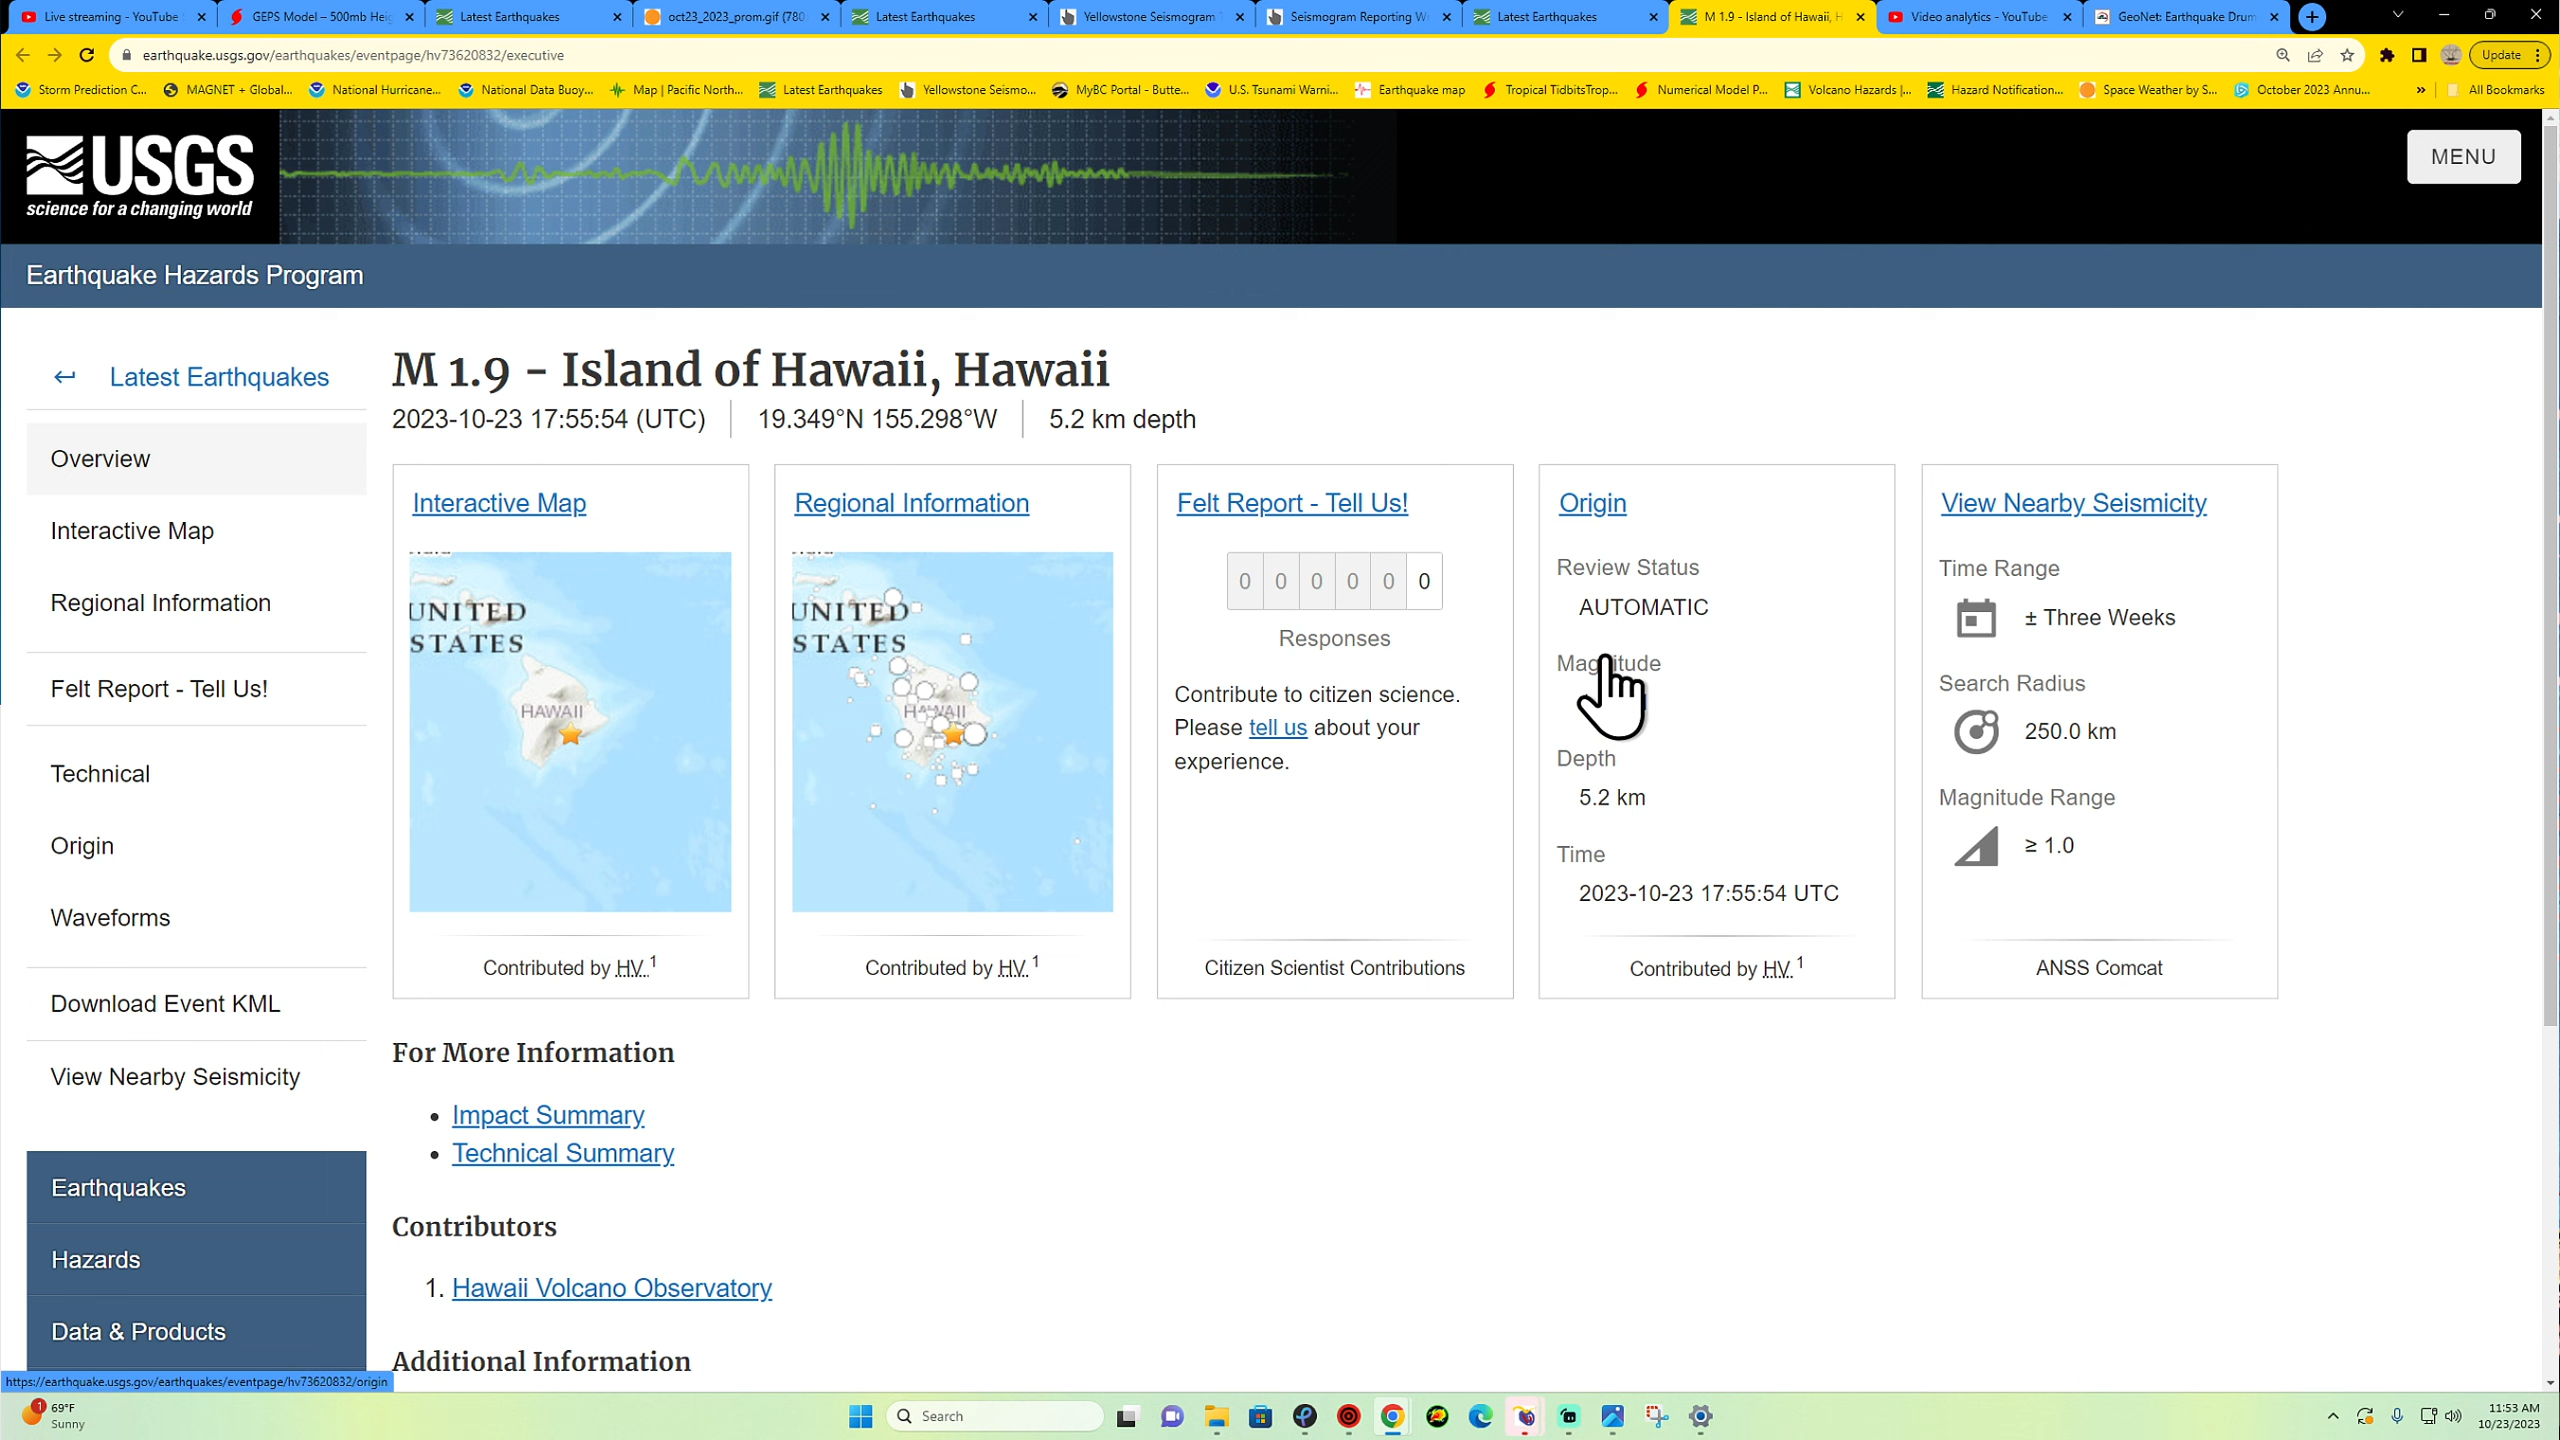 Live streaming - YouTube
GEPS Model – 500mb Hei
Latest Earthquakes
oct23_2023_prom.gif (780
Latest Earthquakes
Yellowstone Seismogram
Seismogram Reporting W
Latest Earthquakes
M 1.9 - Island of Hawaii, H
Video analytics - YouTube
GeoNet: Earthquake Drum
earthquake.usgs.gov/earthquakes/eventpage/hv73620832/executive
Update
Storm Prediction C...
MAGNET + Global...
National Hurricane...
National Data Buoy...
Map | Pacific North...
Latest Earthquakes
Yellowstone Seismo...
MyBC Portal - Butte...
U.S. Tsunami Warni...
Earthquake map
Tropical TidbitsTrop...
Numerical Model P...
Volcano Hazards |...
Hazard Notification...
Space Weather by S...
October 2023 Annu...
»
All Bookmarks
USGS
science for a changing world
MENU
Earthquake Hazards Program
Latest Earthquakes
Overview
Interactive Map
Regional Information
Felt Report - Tell Us!
Technical
Origin
Waveforms
Download Event KML
View Nearby Seismicity
Earthquakes
Hazards
Data & Products
M 1.9 - Island of Hawaii, Hawaii
2023-10-23 17:55:54 (UTC)
19.349°N 155.298°W
5.2 km depth
Interactive Map
UNITED
STATES
HAWAII
Contributed by HV 1
Regional Information
UNITED
STATES
HAWAII
Contributed by HV 1
Felt Report - Tell Us!
0 0 0 0 0 0
Responses
Contribute to citizen science.
Please tell us about your
experience.
Citizen Scientist Contributions
Origin
Review Status
AUTOMATIC
Magnitude
Depth
5.2 km
Time
2023-10-23 17:55:54 UTC
Contributed by HV 1
View Nearby Seismicity
Time Range
± Three Weeks
Search Radius
250.0 km
Magnitude Range
≥ 1.0
ANSS Comcat
For More Information
• Impact Summary
• Technical Summary
Contributors
1. Hawaii Volcano Observatory
Additional Information
https://earthquake.usgs.gov/earthquakes/eventpage/hv73620832/origin
1
69°F
Sunny
Search
11:53 AM
10/23/2023